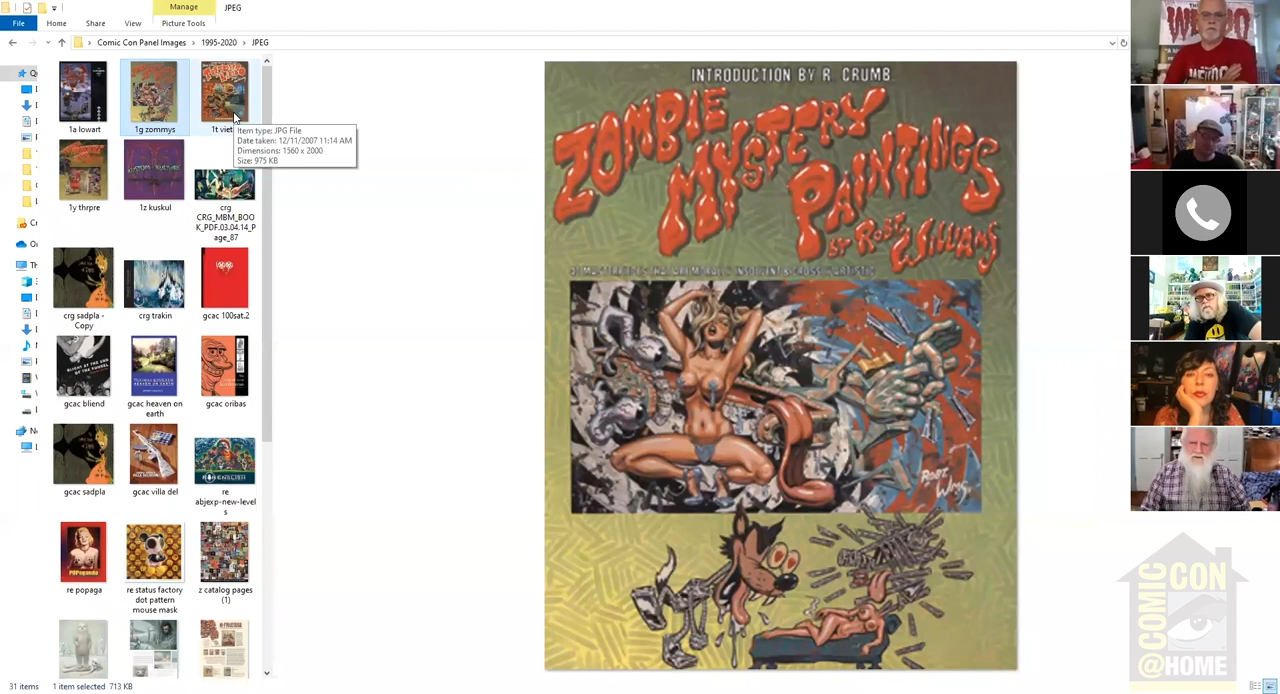 Manage
JPEG
File
Home
Share
View
Picture Tools
Comic Con Panel Images
1995-2020
JPEG
1a lowart
1g zommys
1t viet
Item type: JPG File
Date taken: 12/11/2007 11:14 AM
Dimensions: 1560 x 2000
Size: 975 KB
1y thrpre
1z kuskul
crg
CRG_MBM_BOO
K_PDF.03.04.14_P
age_87
crg sadpla -
Copy
crg trakin
gcac 100sat.2
gcac bliend
gcac heaven on
earth
gcac oribas
gcac sadpla
gcac villa del
re
abjexp-new-level
s
re popaga
re status factory
dot pattern
mouse mask
z catalog pages
(1)
31 items
1 item selected
713 KB
INTRODUCTION BY R. CRUMB
ZOMBIE
MYSTERY
PAINTINGS
BY ROBT WILLIAMS
ROBT
WMS
COMIC
CON
@HOME